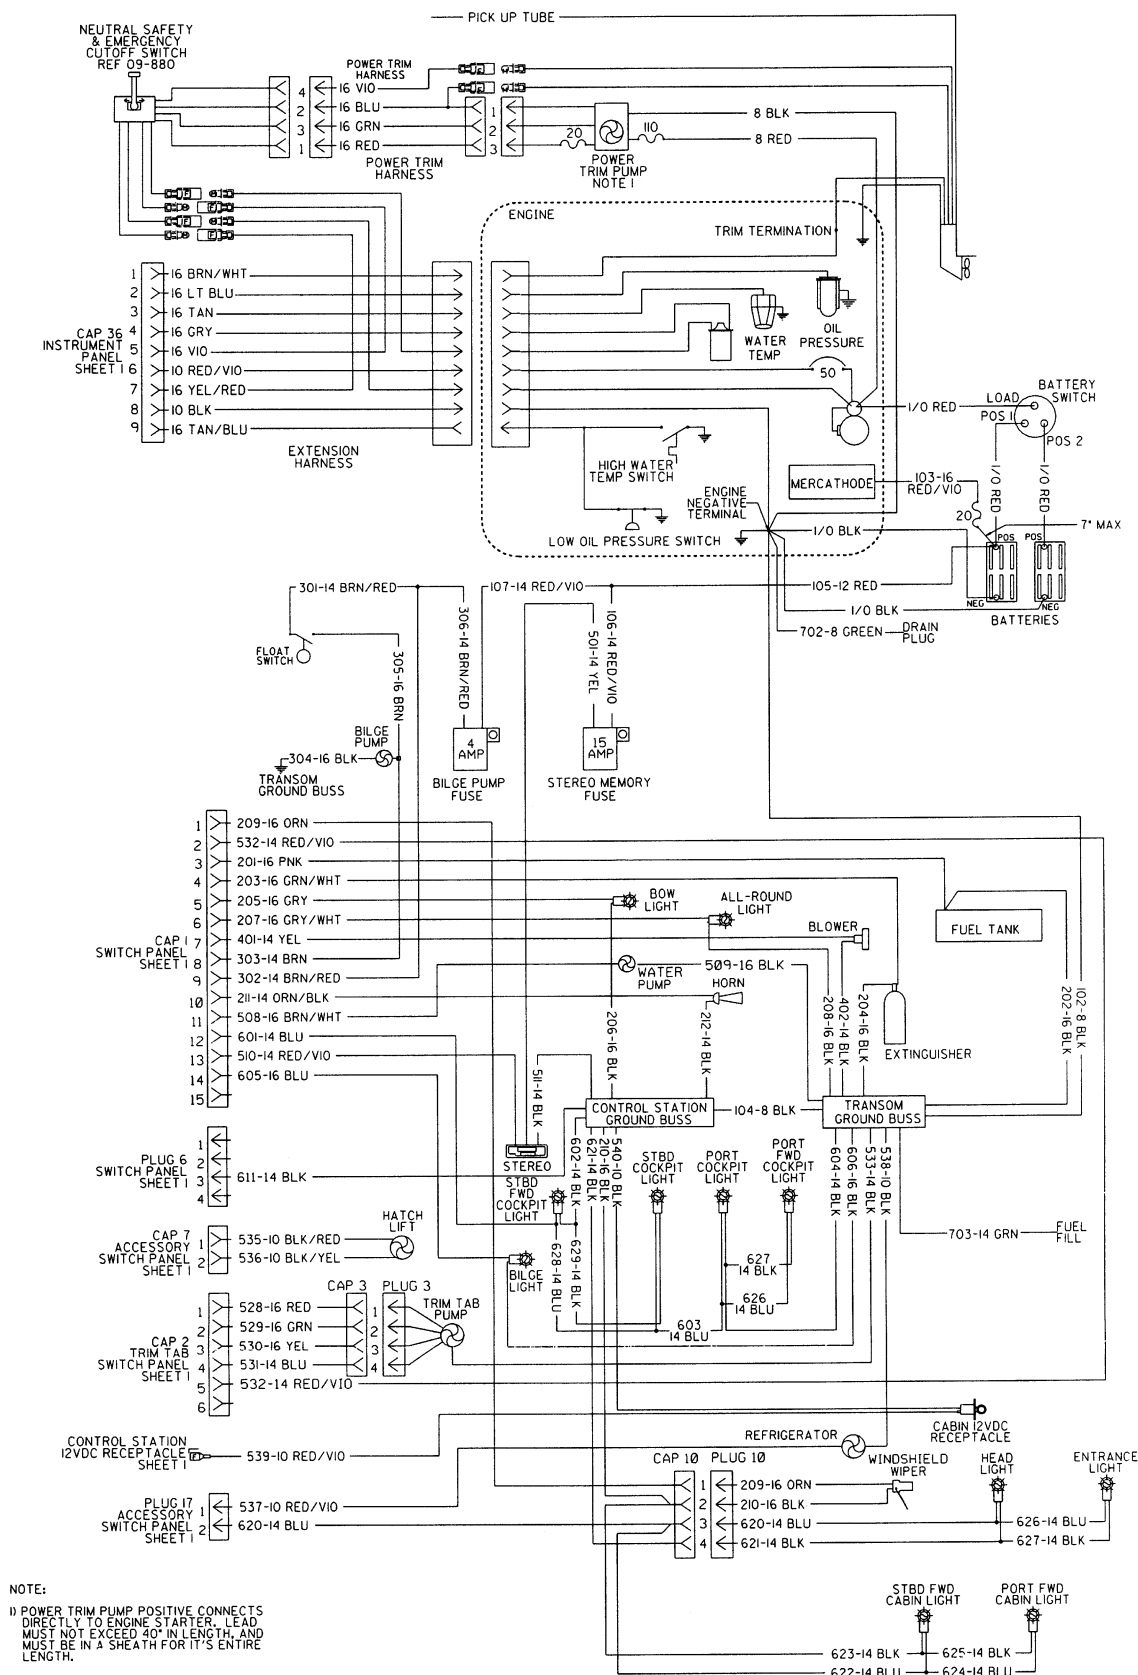 PICK UP TUBE
NEUTRAL SAFETY
& EMERGENCY
CUTOFF SWITCH
REF 09-880
POWER TRIM
HARNESS
4
16 VIO
2
16 BLU
3
16 GRN
1
16 RED
POWER TRIM
HARNESS
1
2
3
20
110
POWER
TRIM PUMP
NOTE 1
8 BLK
8 RED
ENGINE
TRIM TERMINATION
CAP 36
INSTRUMENT
PANEL
SHEET 1
1
16 BRN/WHT
2
16 LT BLU
3
16 TAN
4
16 GRY
5
16 VIO
6
10 RED/VIO
7
16 YEL/RED
8
10 BLK
9
16 TAN/BLU
EXTENSION
HARNESS
WATER
TEMP
OIL
PRESSURE
50
HIGH WATER
TEMP SWITCH
LOW OIL PRESSURE SWITCH
MERCATHODE
ENGINE
NEGATIVE
TERMINAL
1/0 RED
BATTERY
SWITCH
LOAD
POS 1
POS 2
1/0 RED
1/0 RED
103-16
RED/VIO
20
7" MAX
1/0 BLK
POS
POS
NEG
NEG
BATTERIES
105-12 RED
1/0 BLK
702-8 GREEN
DRAIN
PLUG
301-14 BRN/RED
107-14 RED/VIO
FLOAT
SWITCH
305-16 BRN
306-14 BRN/RED
501-14 YEL
106-14 RED/VIO
BILGE
PUMP
304-16 BLK
TRANSOM
GROUND BUSS
4
AMP
BILGE PUMP
FUSE
15
AMP
STEREO MEMORY
FUSE
CAP 1
SWITCH PANEL
SHEET 1
1
209-16 ORN
2
532-14 RED/VIO
3
201-16 PNK
4
203-16 GRN/WHT
5
205-16 GRY
6
207-16 GRY/WHT
7
401-14 YEL
8
303-14 BRN
9
302-14 BRN/RED
10
211-14 ORN/BLK
11
508-16 BRN/WHT
12
601-14 BLU
13
510-14 RED/VIO
14
605-16 BLU
15
BOW
LIGHT
ALL-ROUND
LIGHT
BLOWER
FUEL TANK
WATER
PUMP
509-16 BLK
HORN
EXTINGUISHER
206-16 BLK
212-14 BLK
208-16 BLK
402-14 BLK
204-16 BLK
202-16 BLK
102-8 BLK
511-14 BLK
CONTROL STATION
GROUND BUSS
104-8 BLK
TRANSOM
GROUND BUSS
STEREO
PLUG 6
SWITCH PANEL
SHEET 1
1
2
3
611-14 BLK
4
602-14 BLK
621-14 BLK
210-16 BLK
540-10 BLK
STBD
FWD
COCKPIT
LIGHT
STBD
COCKPIT
LIGHT
PORT
COCKPIT
LIGHT
PORT
FWD
COCKPIT
LIGHT
604-14 BLK
606-16 BLK
533-14 BLK
538-10 BLK
703-14 GRN
FUEL
FILL
CAP 7
ACCESSORY
SWITCH PANEL
SHEET 1
1
535-10 BLK/RED
2
536-10 BLK/YEL
HATCH
LIFT
BILGE
LIGHT
628-14 BLU
629-14 BLK
627
14 BLK
626
14 BLU
603
14 BLU
CAP 2
TRIM TAB
SWITCH PANEL
SHEET 1
1
528-16 RED
2
529-16 GRN
3
530-16 YEL
4
531-14 BLU
5
532-14 RED/VIO
6
CAP 3
PLUG 3
1
2
3
4
TRIM TAB
PUMP
CABIN 12VDC
RECEPTACLE
CONTROL STATION
12VDC RECEPTACLE
SHEET 1
539-10 RED/VIO
REFRIGERATOR
PLUG 17
ACCESSORY
SWITCH PANEL
SHEET 1
1
537-10 RED/VIO
2
620-14 BLU
CAP 10
PLUG 10
1
209-16 ORN
2
210-16 BLK
3
620-14 BLU
4
621-14 BLK
WINDSHIELD
WIPER
HEAD
LIGHT
ENTRANCE
LIGHT
626-14 BLU
627-14 BLK
STBD FWD
CABIN LIGHT
PORT FWD
CABIN LIGHT
623-14 BLK
625-14 BLK
622-14 BLU
624-14 BLU
NOTE:
1) POWER TRIM PUMP POSITIVE CONNECTS
DIRECTLY TO ENGINE STARTER. LEAD
MUST NOT EXCEED 40" IN LENGTH, AND
MUST BE IN A SHEATH FOR IT'S ENTIRE
LENGTH.